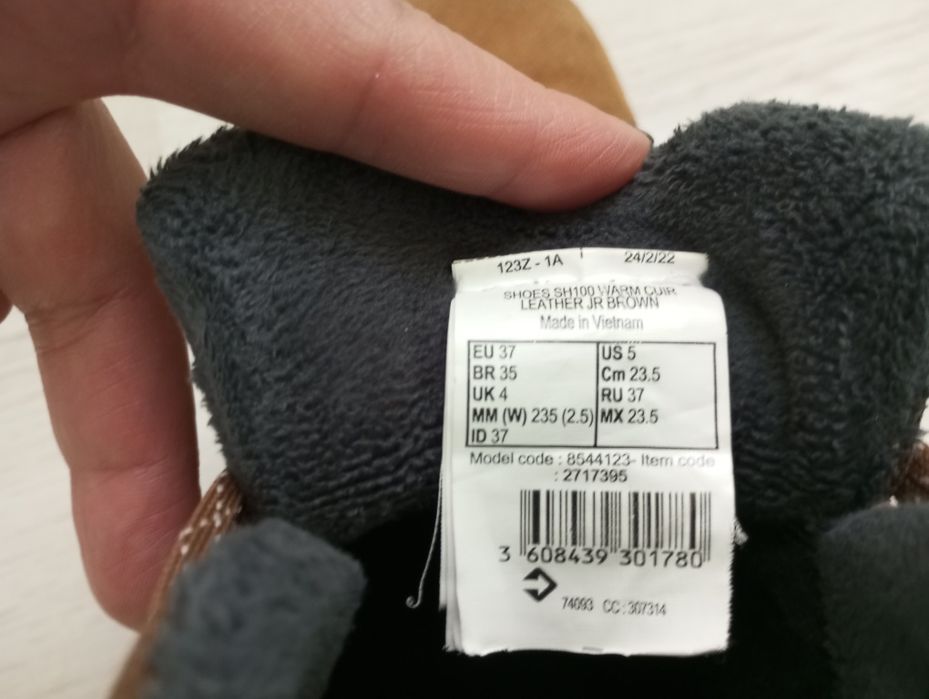 123Z - 1A 24/2/22
SHOES SH100 WARM CUIR
LEATHER JR BROWN
Made in Vietnam
EU 37 US 5
BR 35 Cm 23.5
UK 4 RU 37
MM (W) 235 (2.5) MX 23.5
ID 37
Model code : 8544123- Item code
: 2717395
3 608439 301780
74093 CC : 307314